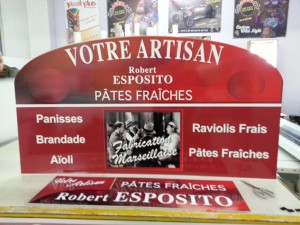 VOTRE ARTISAN
Robert
ESPOSITO
PÂTES FRAÎCHES
Panisses
Brandade
Aïoli
Fabrication
Marseillaise
Raviolis Frais
Pâtes Fraîches
Votre Artisan
PÂTES FRAÎCHES
Robert ESPOSITO